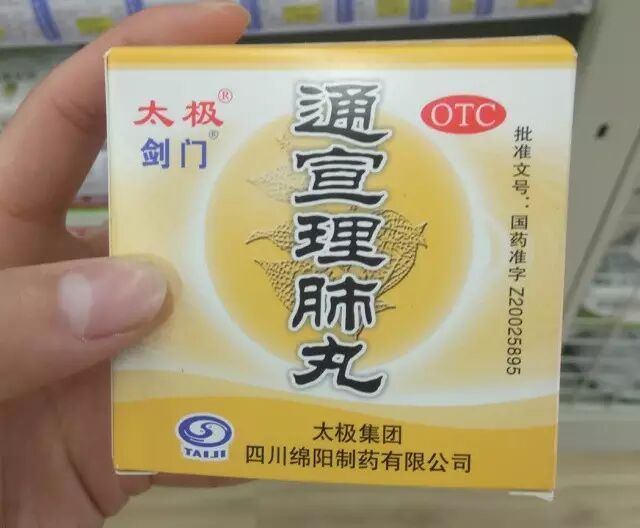 太极®
剑门®
通宣理肺丸
OTC
批准文号：国药准字Z20025895
TAIJI
太极集团
四川绵阳制药有限公司